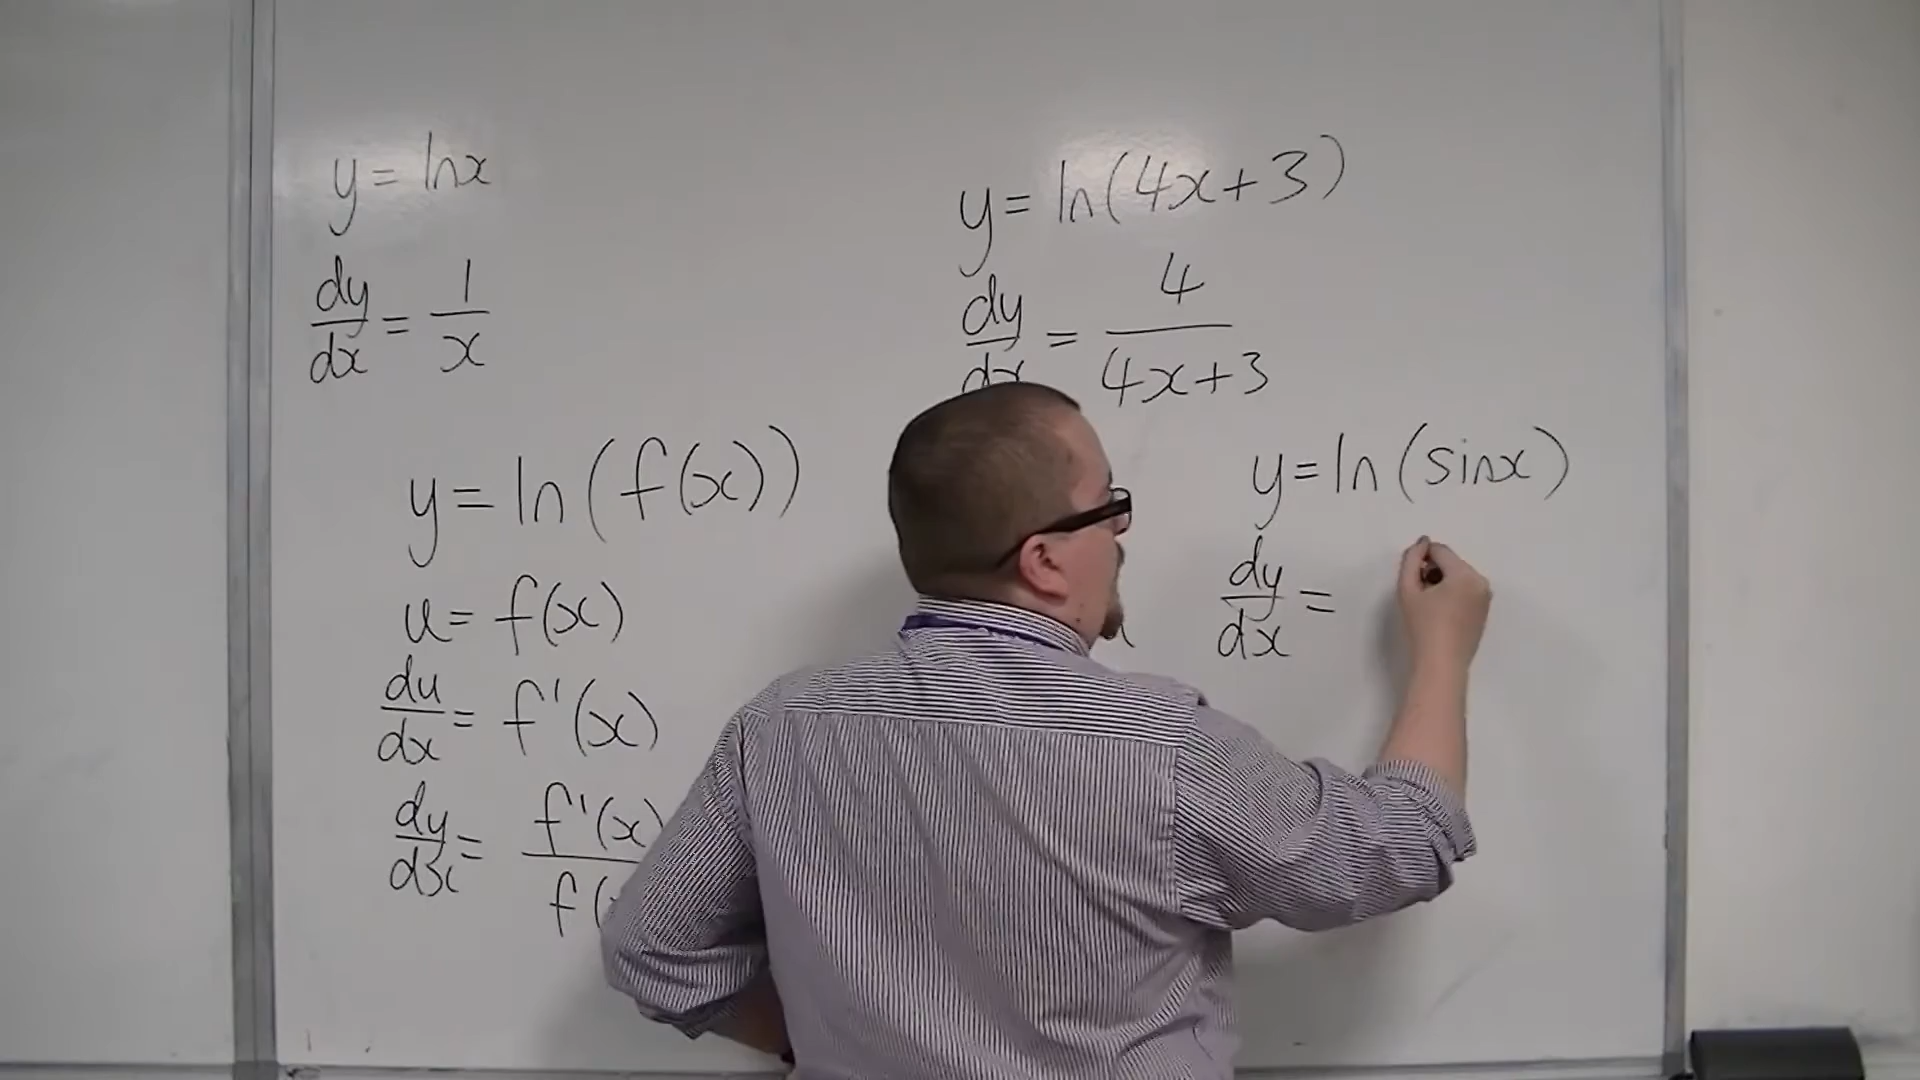 y = lnx
dy/dx = 1/x
y = ln(f(x))
u = f(x)
du/dx = f'(x)
dy/dx = f'(x)/f(
y = ln(4x+3)
dy/dx = 4/(4x+3
y = ln(sinx)
dy/dx =